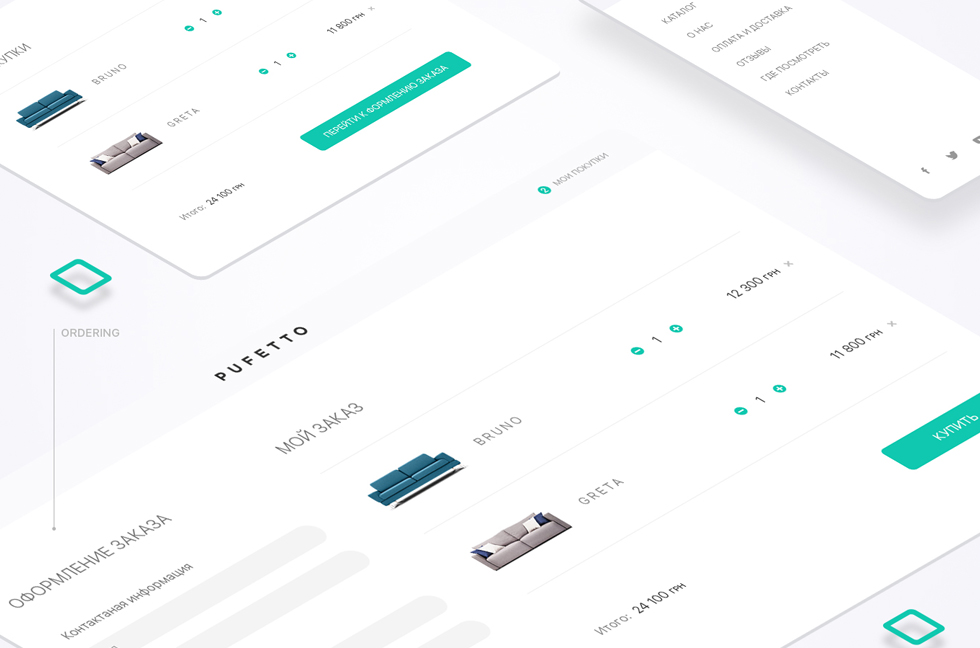 BRUNO
1
GRETA
1
11 800 ГРН
×
ПЕРЕЙТИ К ОФОРМЛЕНИЮ ЗАКАЗА
Итого: 24 100 ГРН
КАТАЛОГ
О НАС
ОПЛАТА И ДОСТАВКА
ОТЗЫВЫ
ГДЕ ПОСМОТРЕТЬ
КОНТАКТЫ
2 МОИ ПОКУПКИ
ORDERING
PUFETTO
МОЙ ЗАКАЗ
BRUNO
1
12 300 ГРН
×
GRETA
1
11 800 ГРН
×
Итого: 24 100 ГРН
КУПИТЬ
ОФОРМЛЕНИЕ ЗАКАЗА
Контактаная информация